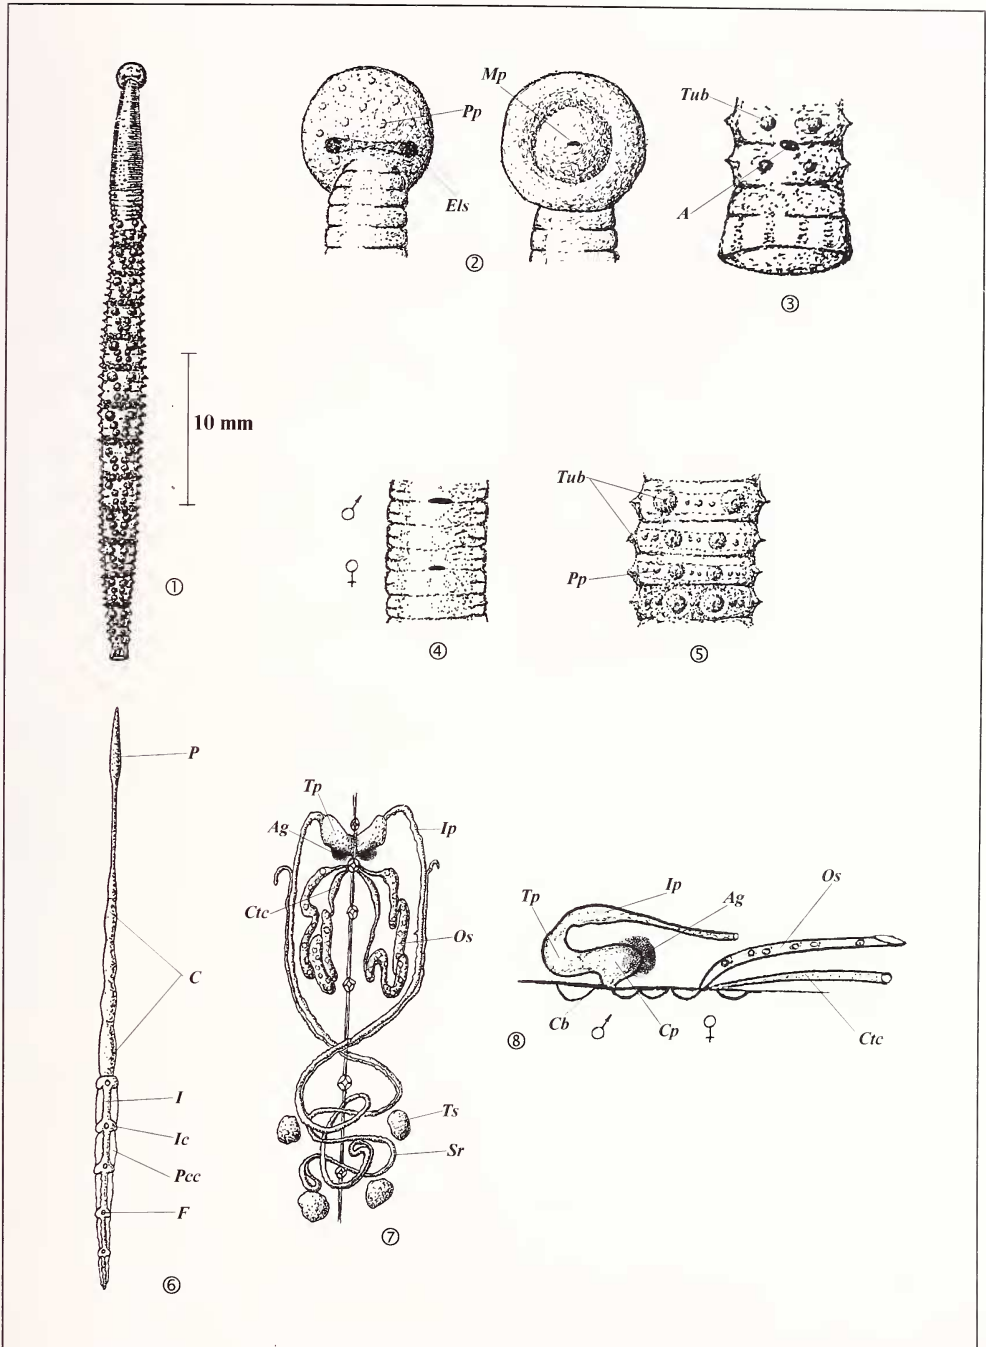 Mp
Pp
Els
②
Tub
A
③
10 mm
①
♂
♀
④
Tub
Pp
⑤
P
C
I
Ic
Pcc
F
⑥
Tp
Ag
Ip
Ctc
Os
Ts
Sr
⑦
Tp
Ip
Ag
Os
Cb
♂
Cp
♀
Ctc
⑧